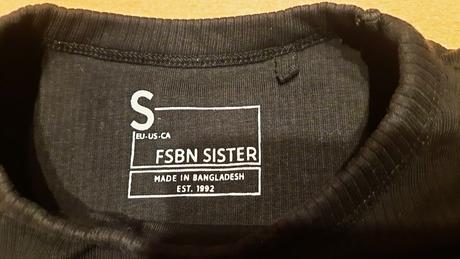 S
EU-US-CA
FSBN SISTER
MADE IN BANGLADESH
EST. 1992